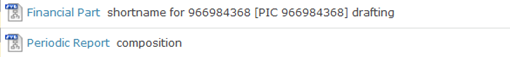 Financial Part shortname for 966984368 [PIC 966984368] drafting
Periodic Report composition